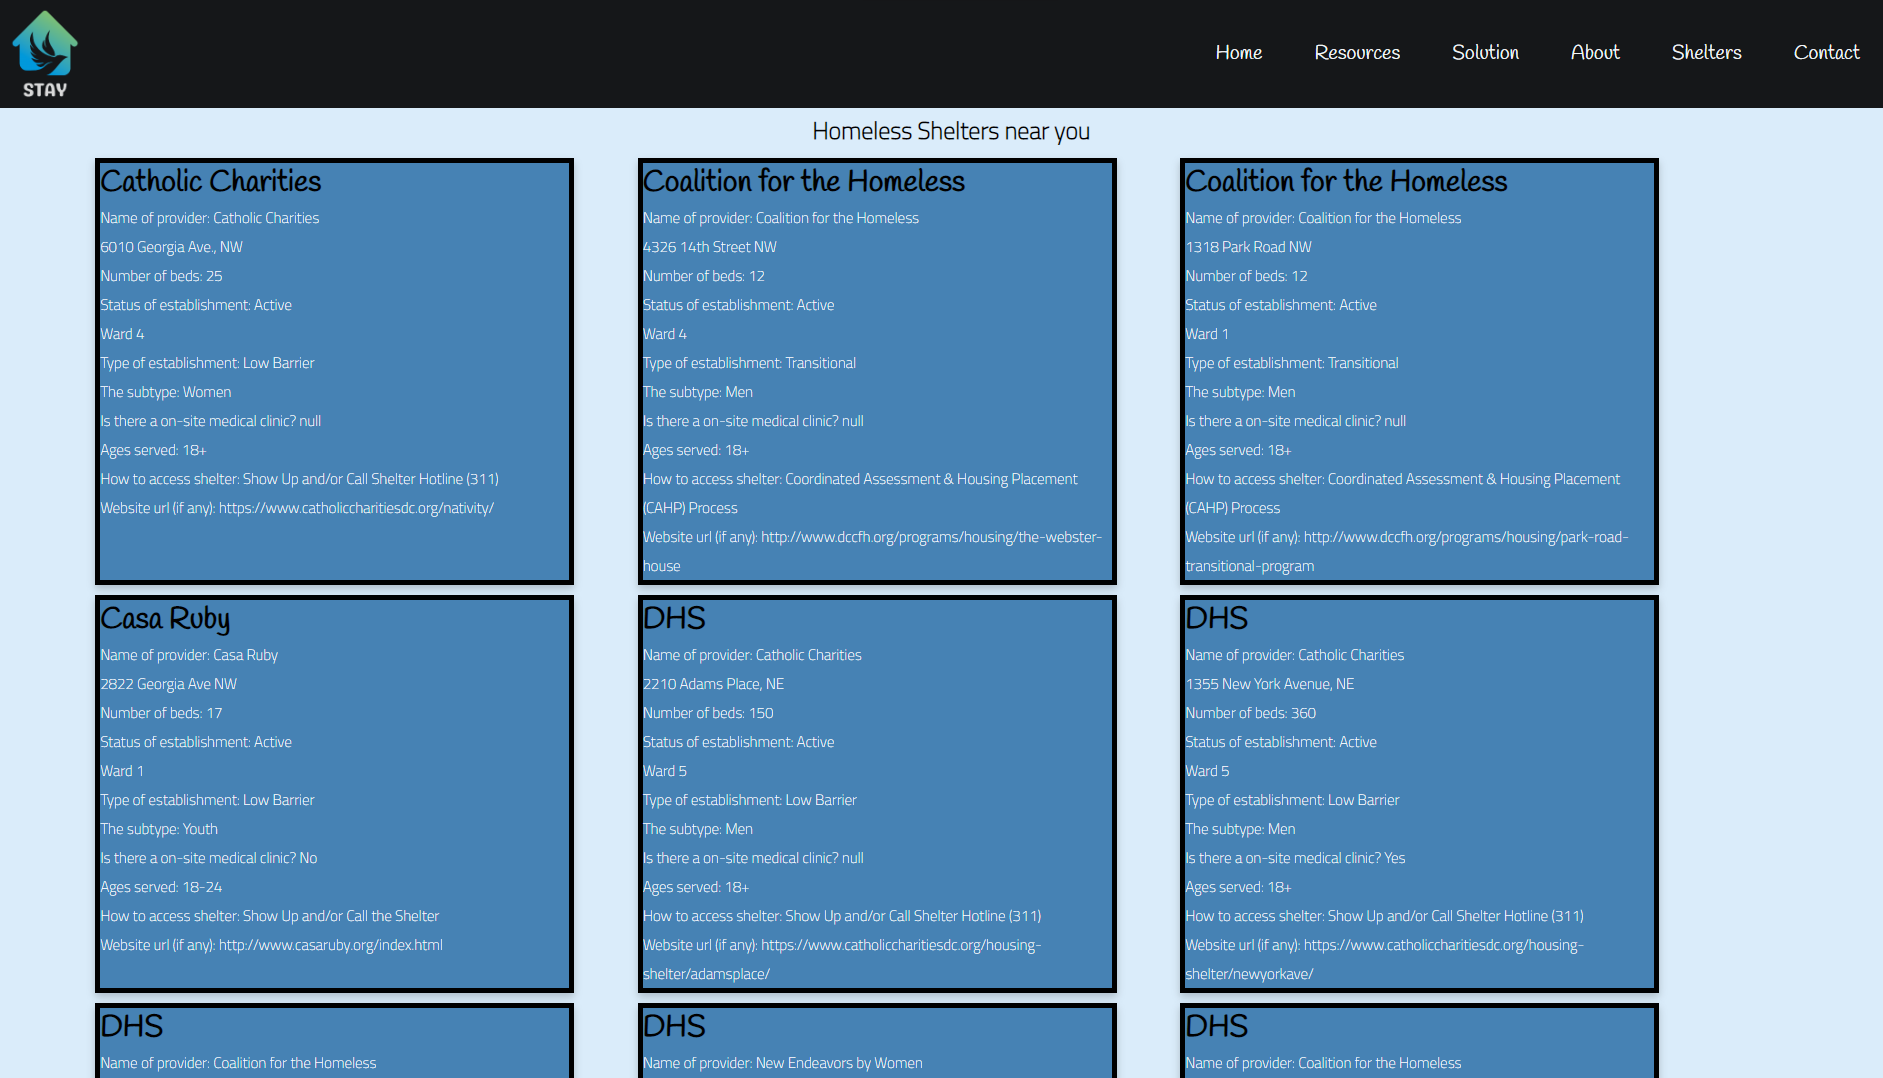 STAY
Home
Resources
Solution
About
Shelters
Contact
Homeless Shelters near you
Catholic Charities
Name of provider: Catholic Charities
6010 Georgia Ave., NW
Number of beds: 25
Status of establishment: Active
Ward 4
Type of establishment: Low Barrier
The subtype: Women
Is there a on-site medical clinic? null
Ages served: 18+
How to access shelter: Show Up and/or Call Shelter Hotline (311)
Website url (if any): https://www.catholiccharitiesdc.org/nativity/
Coalition for the Homeless
Name of provider: Coalition for the Homeless
4326 14th Street NW
Number of beds: 12
Status of establishment: Active
Ward 4
Type of establishment: Transitional
The subtype: Men
Is there a on-site medical clinic? null
Ages served: 18+
How to access shelter: Coordinated Assessment & Housing Placement
(CAHP) Process
Website url (if any): http://www.dccfh.org/programs/housing/the-webster-
house
Coalition for the Homeless
Name of provider: Coalition for the Homeless
1318 Park Road NW
Number of beds: 12
Status of establishment: Active
Ward 1
Type of establishment: Transitional
The subtype: Men
Is there a on-site medical clinic? null
Ages served: 18+
How to access shelter: Coordinated Assessment & Housing Placement
(CAHP) Process
Website url (if any): http://www.dccfh.org/programs/housing/park-road-
transitional-program
Casa Ruby
Name of provider: Casa Ruby
2822 Georgia Ave NW
Number of beds: 17
Status of establishment: Active
Ward 1
Type of establishment: Low Barrier
The subtype: Youth
Is there a on-site medical clinic? No
Ages served: 18-24
How to access shelter: Show Up and/or Call the Shelter
Website url (if any): http://www.casaruby.org/index.html
DHS
Name of provider: Catholic Charities
2210 Adams Place, NE
Number of beds: 150
Status of establishment: Active
Ward 5
Type of establishment: Low Barrier
The subtype: Men
Is there a on-site medical clinic? null
Ages served: 18+
How to access shelter: Show Up and/or Call Shelter Hotline (311)
Website url (if any): https://www.catholiccharitiesdc.org/housing-
shelter/adamsplace/
DHS
Name of provider: Catholic Charities
1355 New York Avenue, NE
Number of beds: 360
Status of establishment: Active
Ward 5
Type of establishment: Low Barrier
The subtype: Men
Is there a on-site medical clinic? Yes
Ages served: 18+
How to access shelter: Show Up and/or Call Shelter Hotline (311)
Website url (if any): https://www.catholiccharitiesdc.org/housing-
shelter/newyorkave/
DHS
Name of provider: Coalition for the Homeless
DHS
Name of provider: New Endeavors by Women
DHS
Name of provider: Coalition for the Homeless